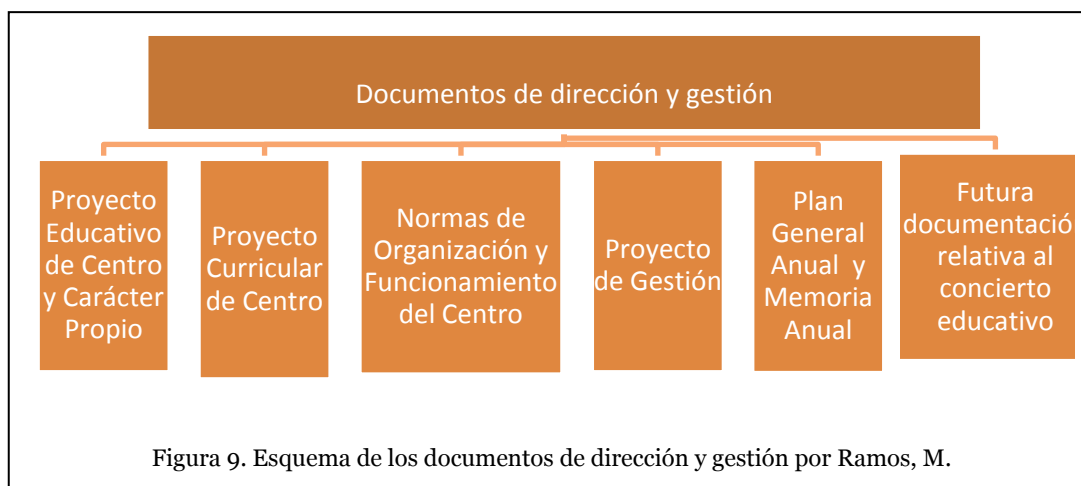 Documentos de dirección y gestión
Proyecto
Educativo
de Centro
y Carácter
Propio
Proyecto
Curricular
de Centro
Normas de
Organización y
Funcionamiento
del Centro
Proyecto
de Gestión
Plan
General
Anual y
Memoria
Anual
Futura
documentació
relativa al
concierto
educativo
Figura 9. Esquema de los documentos de dirección y gestión por Ramos, M.